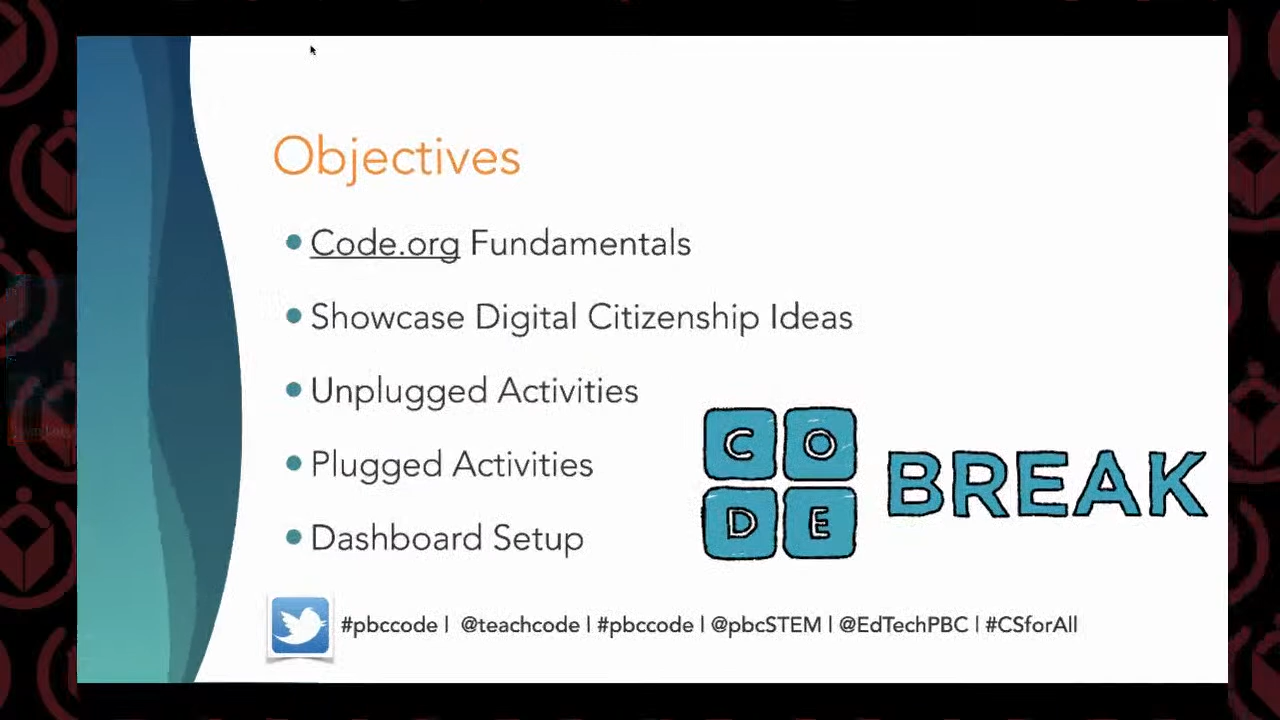 Objectives
• Code.org Fundamentals
• Showcase Digital Citizenship Ideas
• Unplugged Activities
• Plugged Activities
• Dashboard Setup
C O
D E
BREAK
#pbccode | @teachcode | #pbccode | @pbcSTEM | @EdTechPBC | #CSforAll